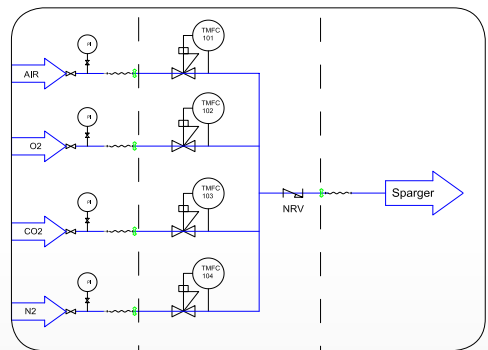 PI
TMFC
101
AIR
PI
TMFC
102
O2
PI
TMFC
103
CO2
NRV
Sparger
PI
TMFC
104
N2